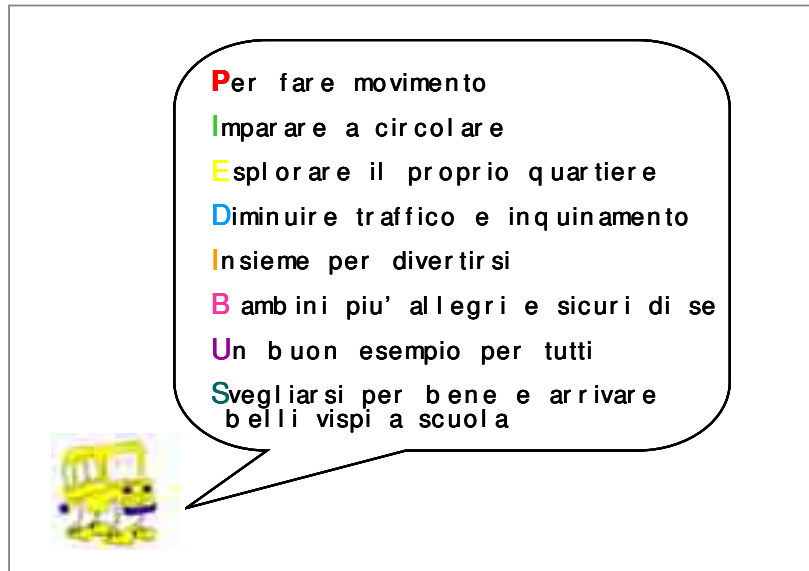 Per fare movimento
Imparare a circolare
Esplorare il proprio quartiere
Diminuire traffico e inquinamento
Insieme per divertirsi
Bambini piu' allegri e sicuri di se
Un buon esempio per tutti
Svegliarsi per bene e arrivare
belli vispi a scuola